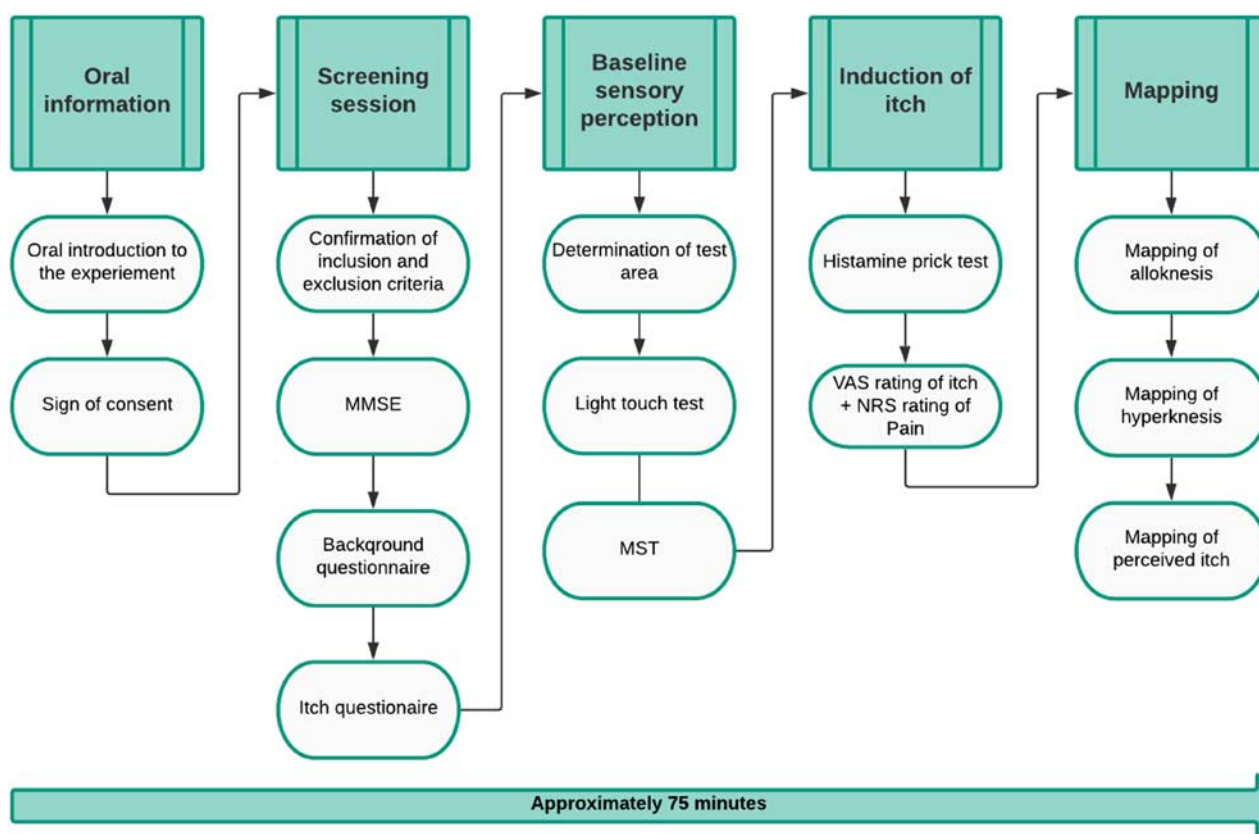 Oral
information
Screening
session
Baseline
sensory
perception
Induction of
itch
Mapping
Oral introduction to
the experiement
Sign of consent
Confirmation of
inclusion and
exclusion criteria
MMSE
Backqround
questionnaire
Itch questionaire
Determination of test
area
Light touch test
MST
Histamine prick test
VAS rating of itch
+ NRS rating of
Pain
Mapping of
alloknesis
Mapping of
hyperknesis
Mapping of
perceived itch
Approximately 75 minutes